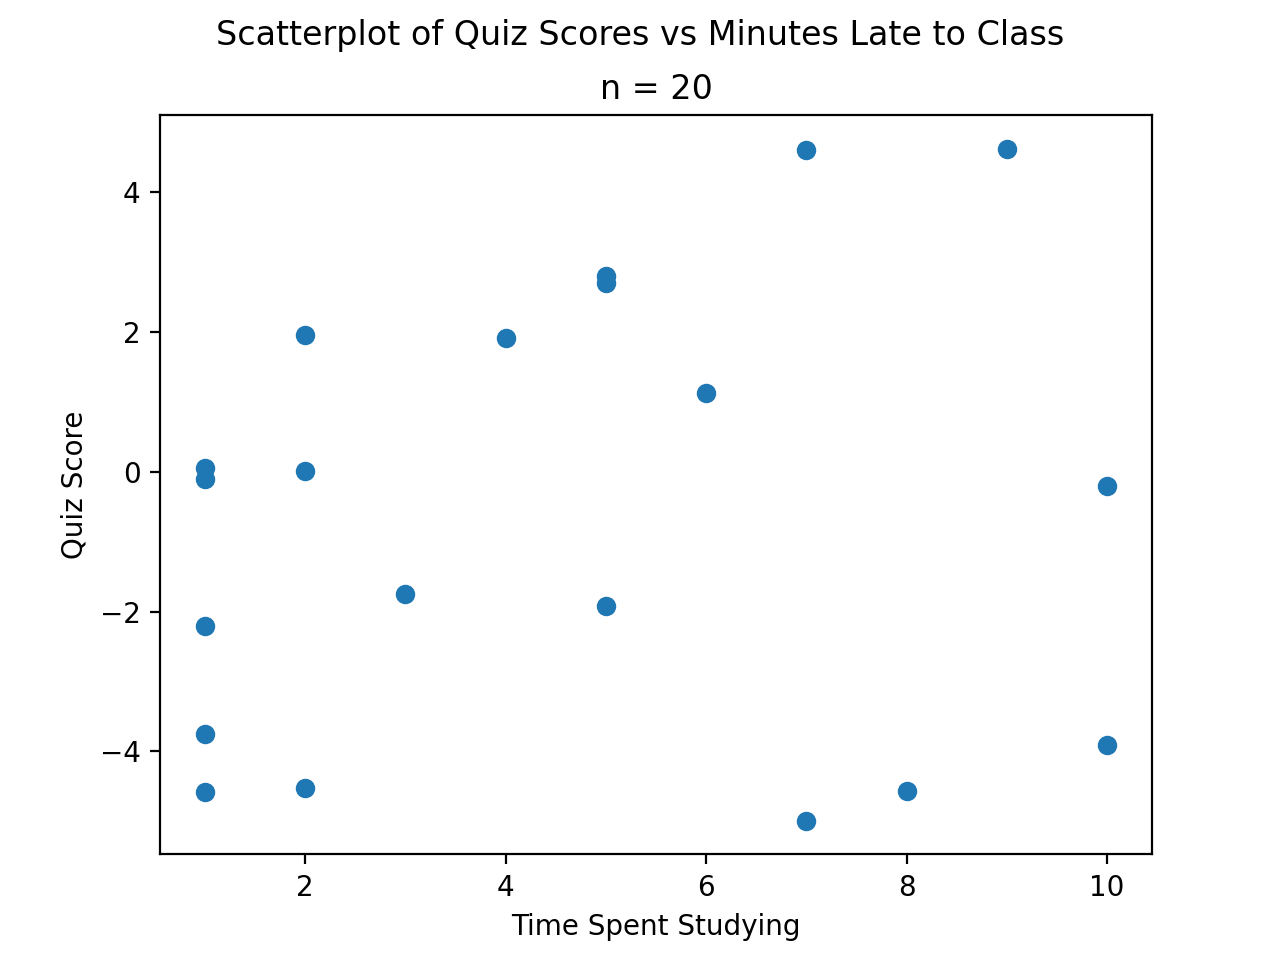 Scatterplot of Quiz Scores vs Minutes Late to Class
n = 20
4
2
0
−2
−4
Quiz Score
2 4 6 8 10
Time Spent Studying